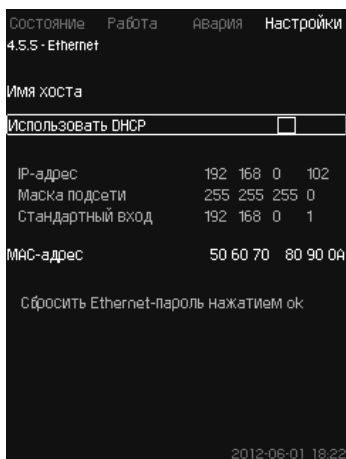 Состояние Работа Авария Настройки
4.5.5 - Ethernet
Имя хоста
Использовать DHCP
IP-адрес 192 168 0 102
Маска подсети 255 255 255 0
Стандартный вход 192 168 0 1
MAC-адрес 50 60 70 80 90 0A
Сбросить Ethernet-пароль нажатием ok
2012-06-01 18:22